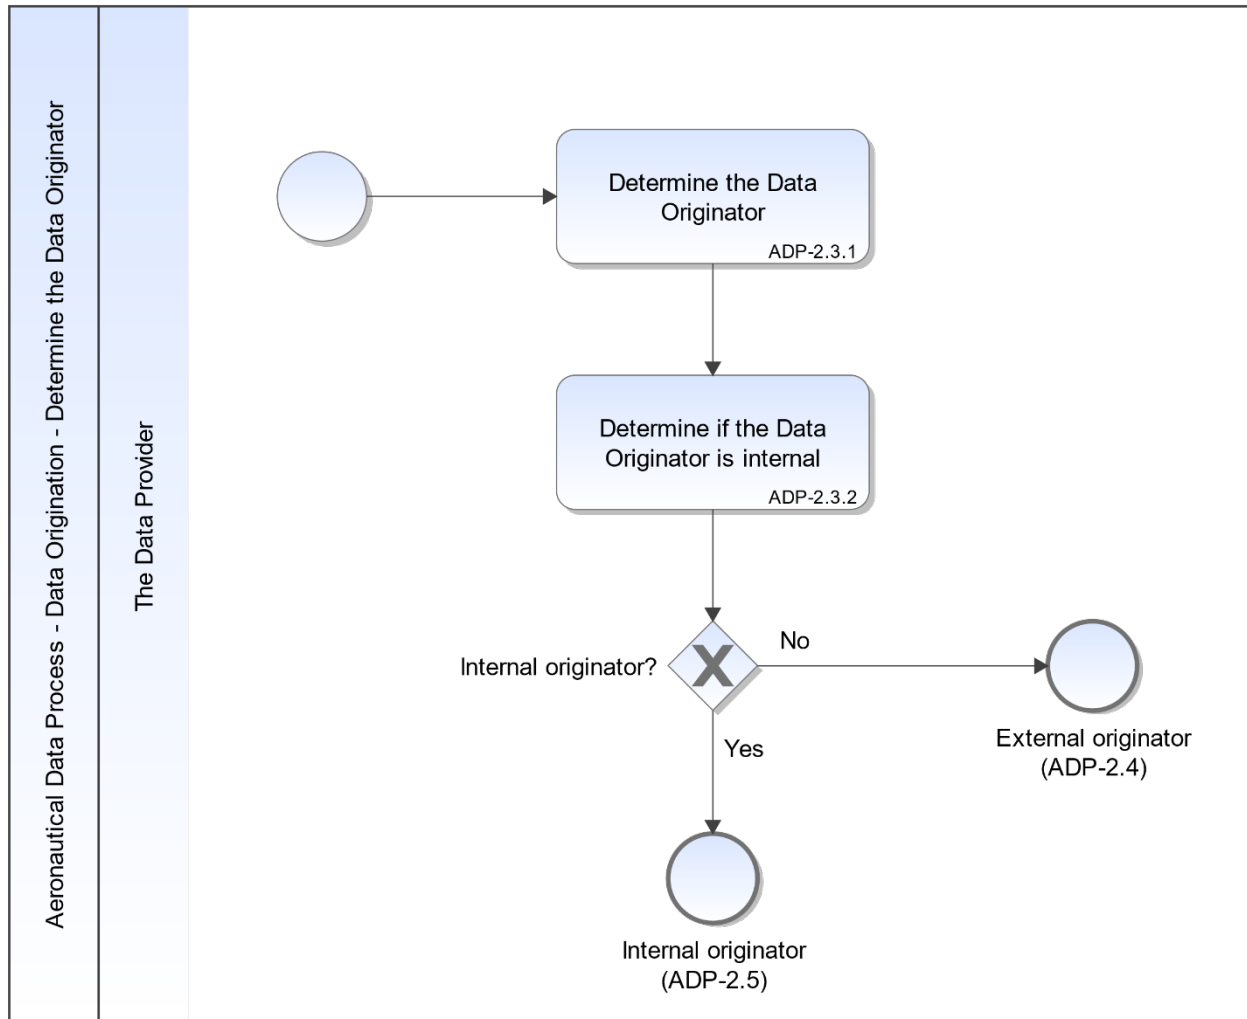 Aeronautical Data Process - Data Origination - Determine the Data Originator
The Data Provider
Determine the Data
Originator
ADP-2.3.1
Determine if the Data
Originator is internal
ADP-2.3.2
Internal originator?
No
Yes
External originator
(ADP-2.4)
Internal originator
(ADP-2.5)